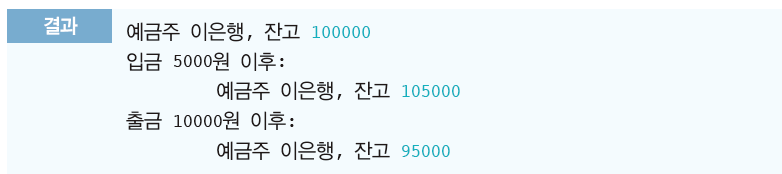 결과
예금주 이은행, 잔고 100000
입금 5000원 이후:
예금주 이은행, 잔고 105000
출금 10000원 이후:
예금주 이은행, 잔고 95000